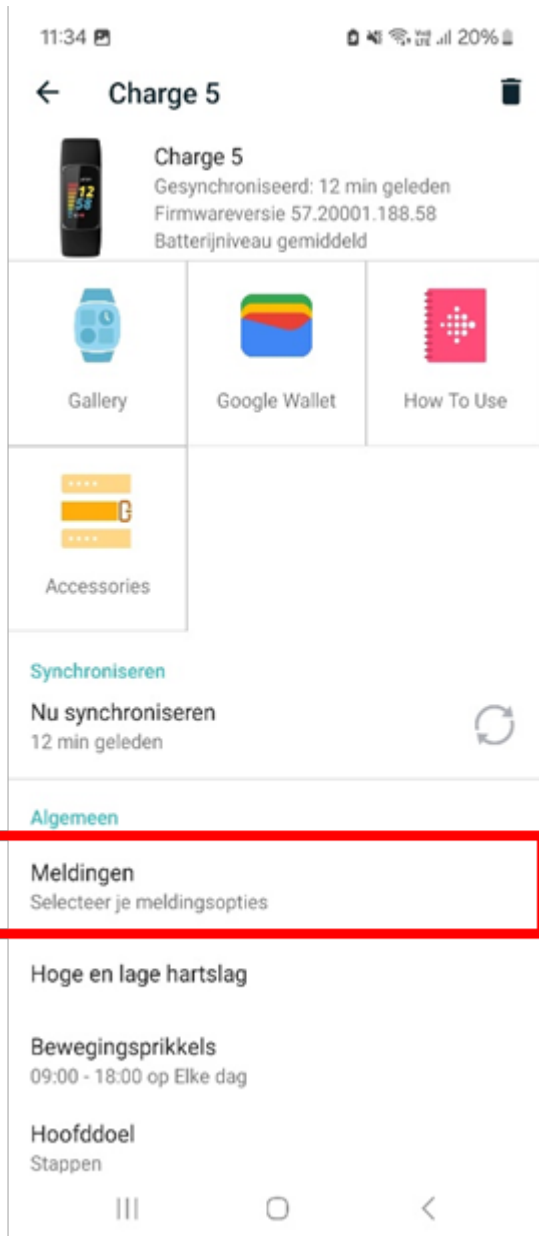 11:34
20%
Charge 5
Charge 5
Gesynchroniseerd: 12 min geleden
Firmwareversie 57.20001.188.58
Batterijniveau gemiddeld
Gallery
Google Wallet
How To Use
Accessories
Synchroniseren
Nu synchroniseren
12 min geleden
Algemeen
Meldingen
Selecteer je meldingsopties
Hoge en lage hartslag
Bewegingsprikkels
09:00 - 18:00 op Elke dag
Hoofddoel
Stappen